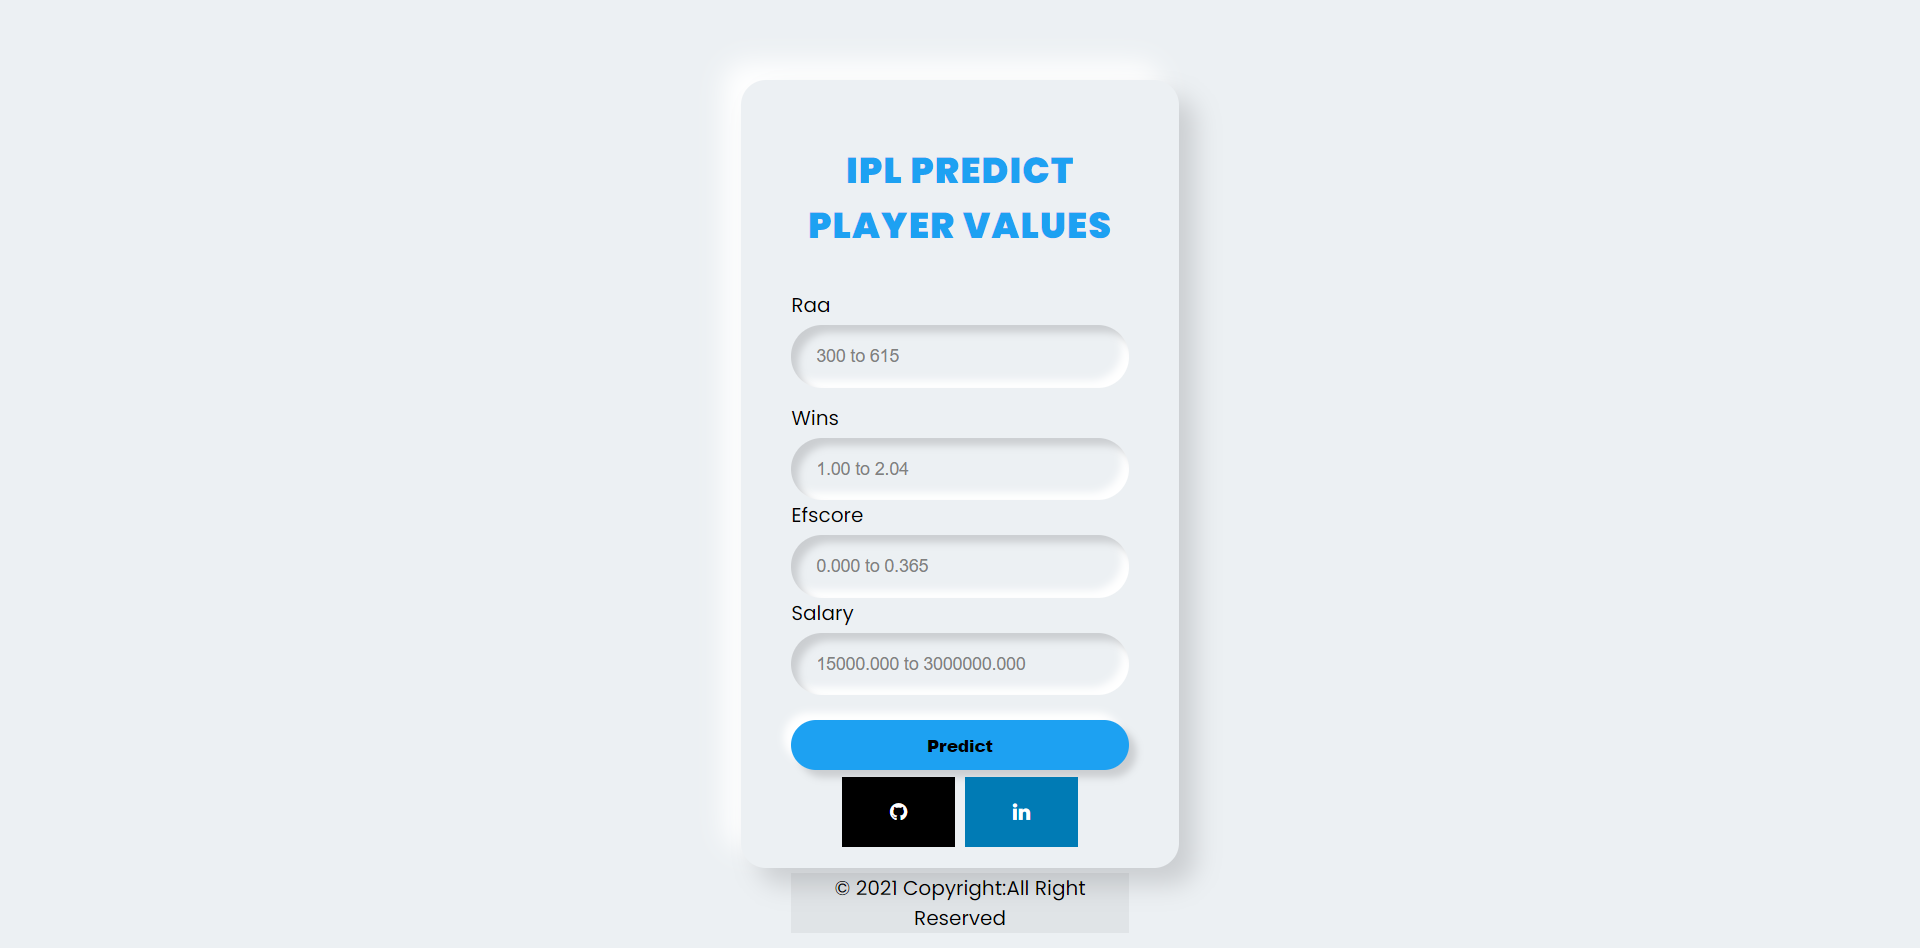 IPL PREDICT
PLAYER VALUES
Raa
300 to 615
Wins
1.00 to 2.04
Efscore
0.000 to 0.365
Salary
15000.000 to 3000000.000
Predict
in
© 2021 Copyright:All Right
Reserved